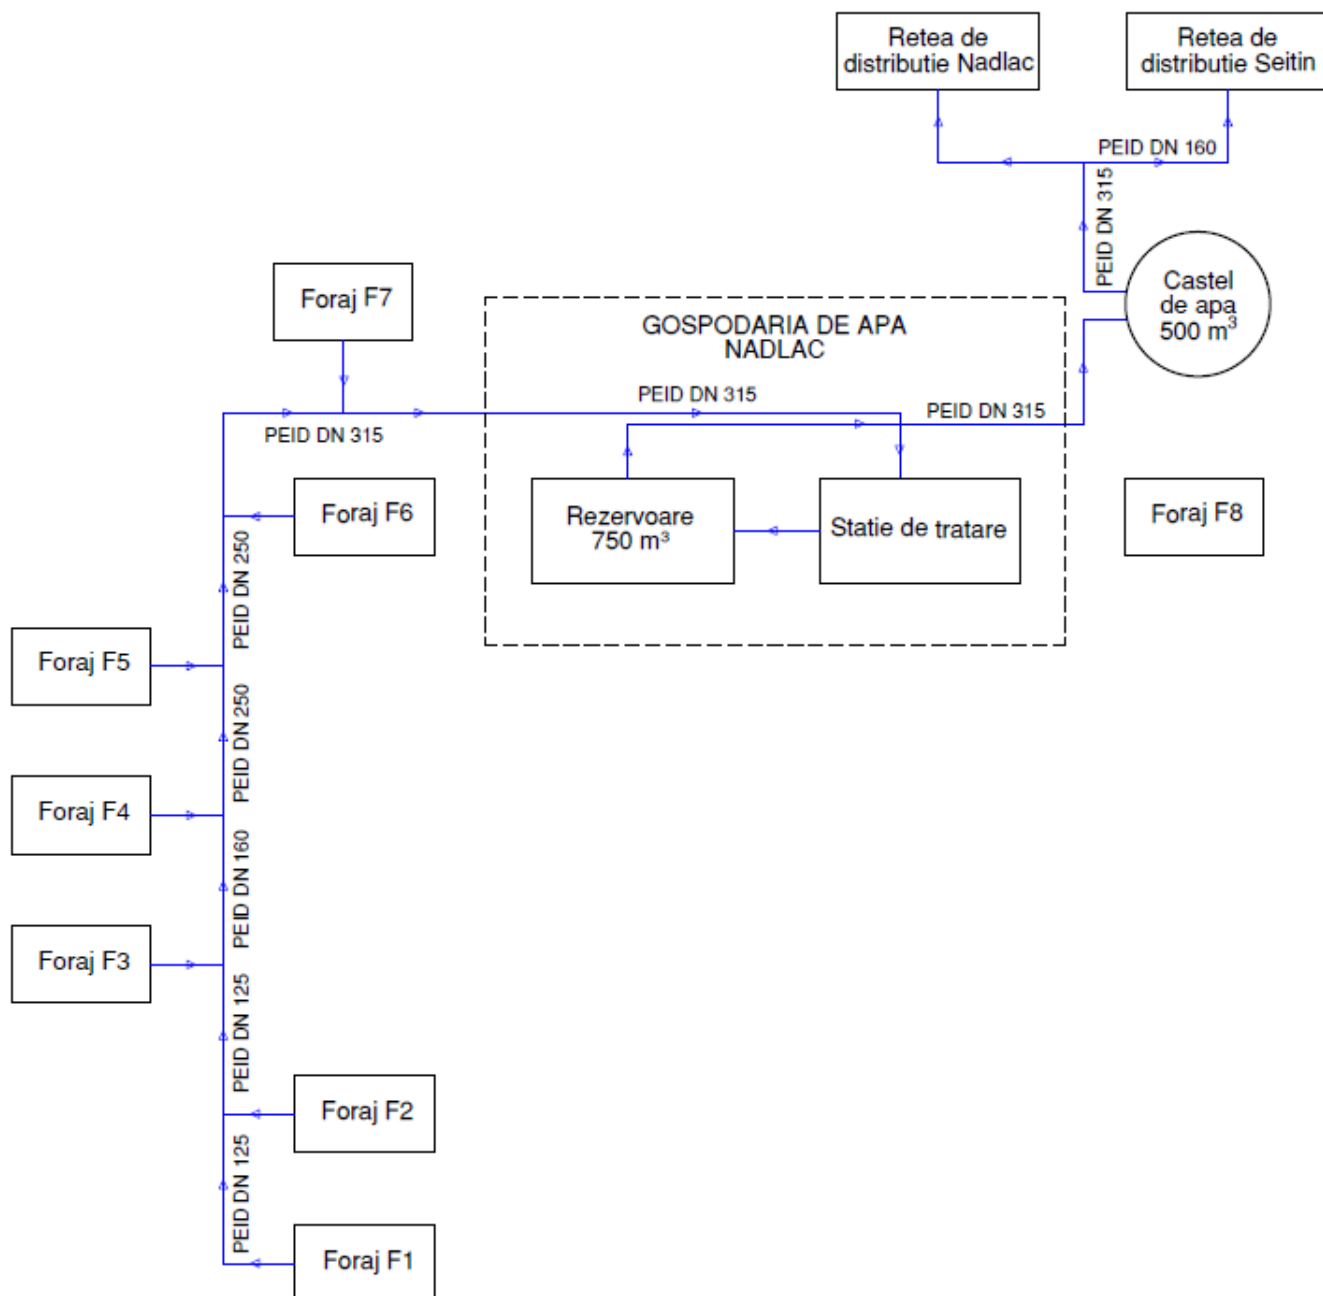 Retea de
distributie Nadlac
Retea de
distributie Seitin
PEID DN 160
PEID DN 315
Castel
de apa
500 m³
Foraj F7
GOSPODARIA DE APA
NADLAC
PEID DN 315
PEID DN 315
PEID DN 315
Foraj F6
Rezervoare
750 m³
Statie de tratare
Foraj F8
PEID DN 250
Foraj F5
PEID DN 250
Foraj F4
PEID DN 160
Foraj F3
PEID DN 125
Foraj F2
PEID DN 125
Foraj F1